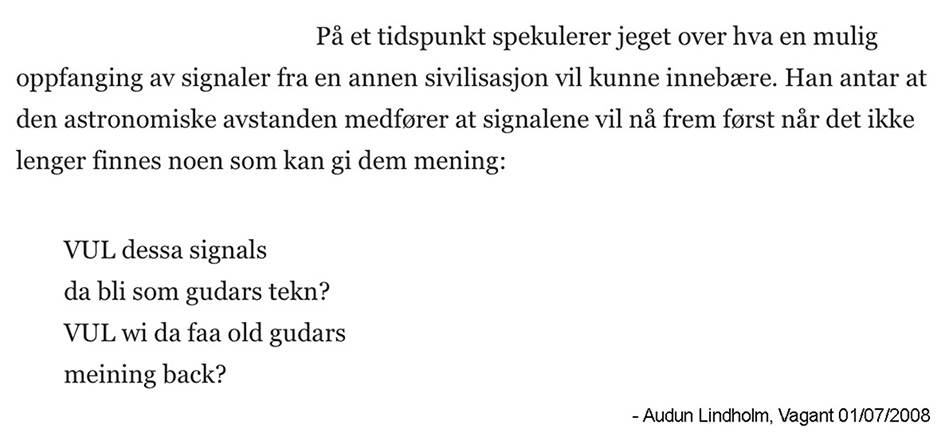 På et tidspunkt spekulerer jeget over hva en mulig
oppfanging av signaler fra en annen sivilisasjon vil kunne innebære. Han antar at
den astronomiske avstanden medfører at signalene vil nå frem først når det ikke
lenger finnes noen som kan gi dem mening:
VUL dessa signals
da bli som gudars tekn?
VUL wi da faa old gudars
meining back?
- Audun Lindholm, Vagant 01/07/2008